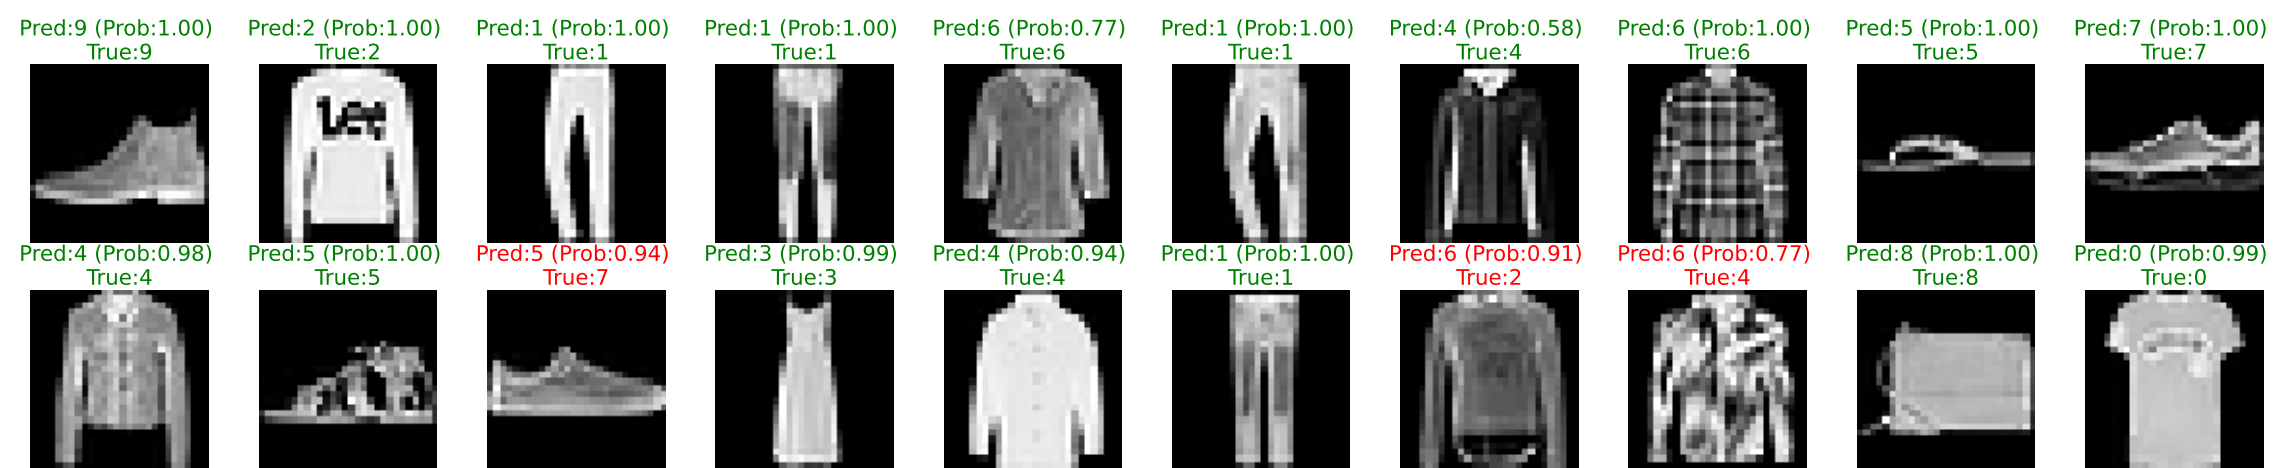 Pred:9 (Prob:1.00) Pred:2 (Prob:1.00) Pred:1 (Prob:1.00) Pred:1 (Prob:1.00) Pred:6 (Prob:0.77) Pred:1 (Prob:1.00) Pred:4 (Prob:0.58) Pred:6 (Prob:1.00) Pred:5 (Prob:1.00) Pred:7 (Prob:1.00)
True:9 True:2 True:1 True:1 True:6 True:1 True:4 True:6 True:5 True:7
Lee
Pred:4 (Prob:0.98) Pred:5 (Prob:1.00) Pred:5 (Prob:0.94) Pred:3 (Prob:0.99) Pred:4 (Prob:0.94) Pred:1 (Prob:1.00) Pred:6 (Prob:0.91) Pred:6 (Prob:0.77) Pred:8 (Prob:1.00) Pred:0 (Prob:0.99)
True:4 True:5 True:7 True:3 True:4 True:1 True:2 True:4 True:8 True:0